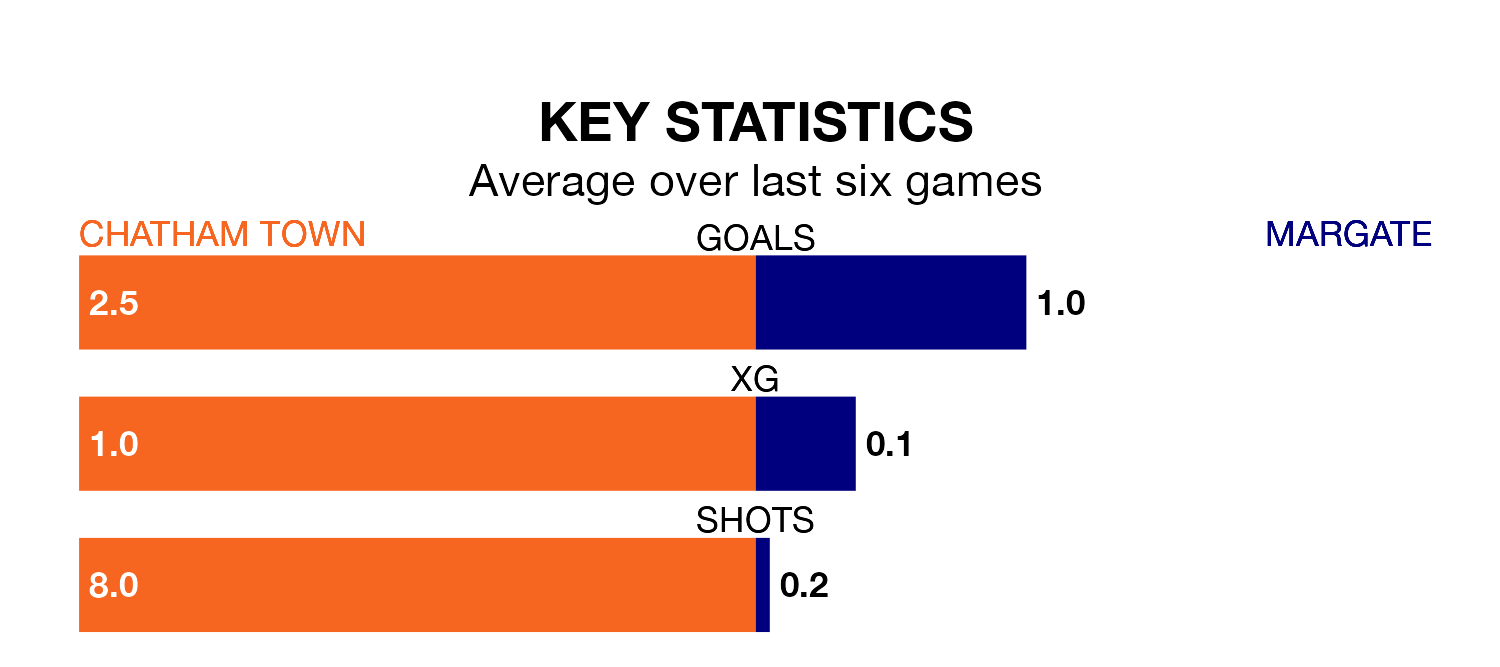 KEY STATISTICS
Average over last six games
CHATHAM TOWN
GOALS
MARGATE
2.5
1.0
XG
1.0
0.1
SHOTS
8.0
0.2